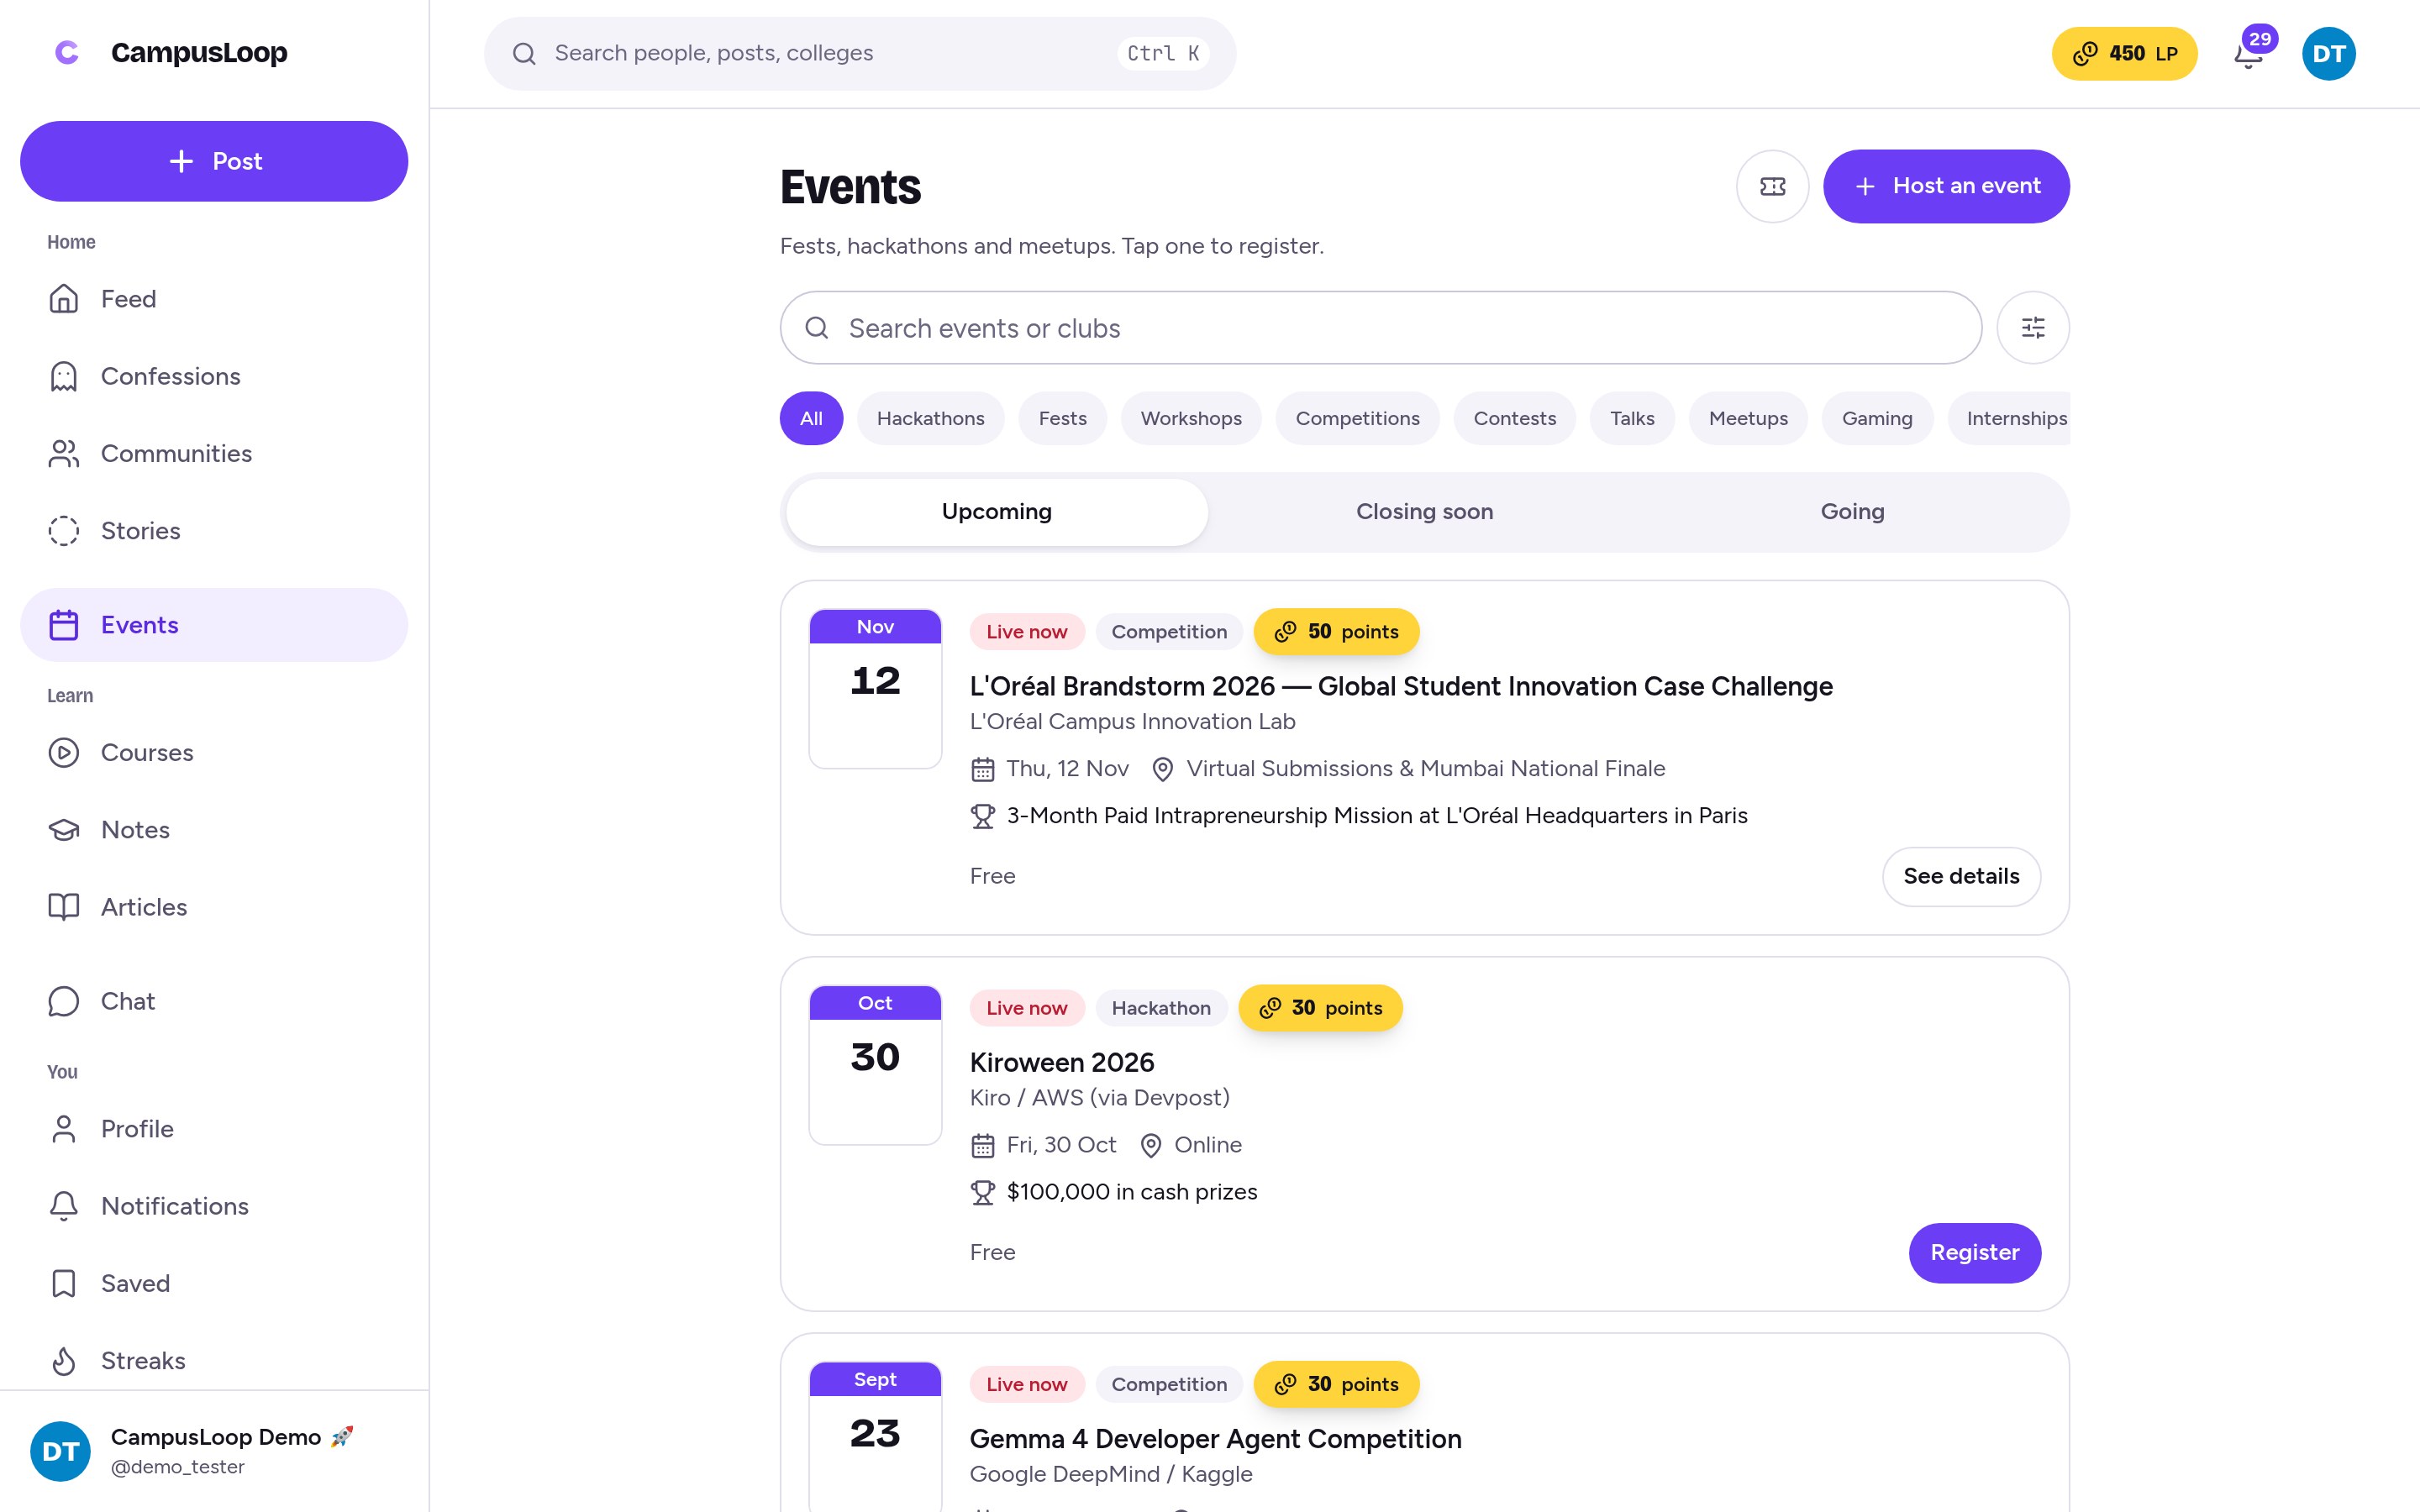 CampusLoop
Search people, posts, colleges
Ctrl K
450 LP
29
DT
Post
Home
Feed
Confessions
Communities
Stories
Events
Learn
Courses
Notes
Articles
Chat
You
Profile
Notifications
Saved
Streaks
DT
CampusLoop Demo 🚀
@demo_tester
Events
Host an event
Fests, hackathons and meetups. Tap one to register.
Search events or clubs
All
Hackathons
Fests
Workshops
Competitions
Contests
Talks
Meetups
Gaming
Internships
Upcoming
Closing soon
Going
Nov
12
Live now
Competition
50 points
L'Oréal Brandstorm 2026 — Global Student Innovation Case Challenge
L'Oréal Campus Innovation Lab
Thu, 12 Nov
Virtual Submissions & Mumbai National Finale
3-Month Paid Intrapreneurship Mission at L'Oréal Headquarters in Paris
Free
See details
Oct
30
Live now
Hackathon
30 points
Kiroween 2026
Kiro / AWS (via Devpost)
Fri, 30 Oct
Online
$100,000 in cash prizes
Free
Register
Sept
23
Live now
Competition
30 points
Gemma 4 Developer Agent Competition
Google DeepMind / Kaggle